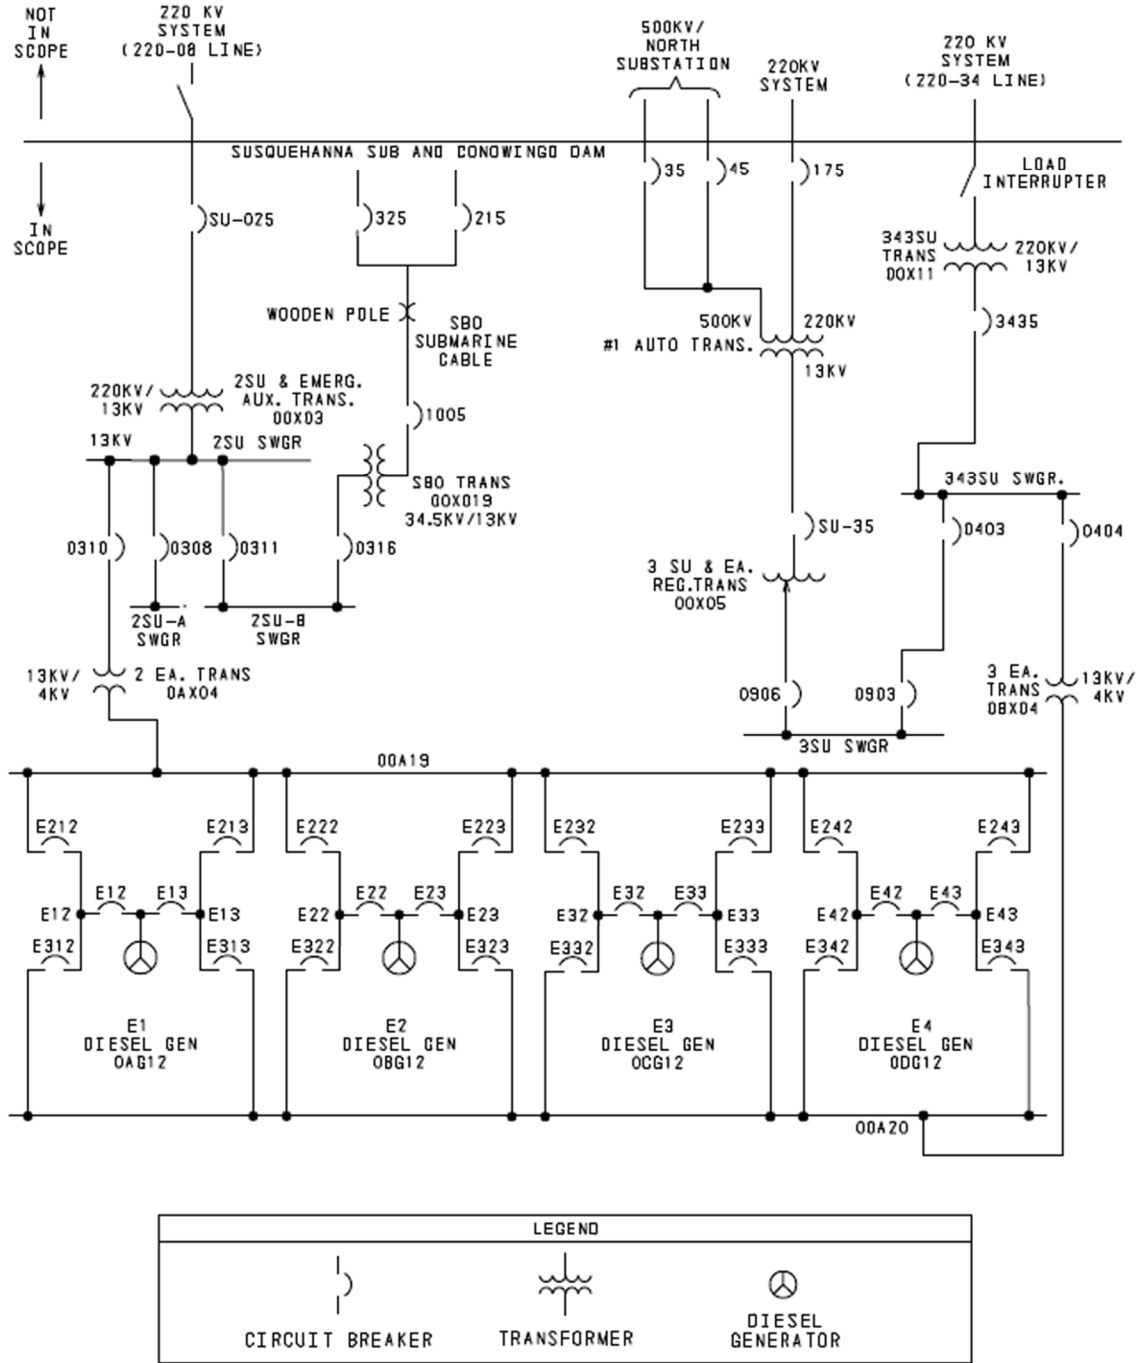 NOT
IN
SCOPE
220 KV
SYSTEM
(220-08 LINE)
500KV/
NORTH
SUBSTATION
220KV
SYSTEM
220 KV
SYSTEM
(220-34 LINE)
SUSQUEHANNA SUB AND CONOWINGO DAM
IN
SCOPE
SU-025
325
215
35
45
175
LOAD
INTERRUPTER
343SU
TRANS
00X11
220KV/
13KV
3435
WOODEN POLE
SBO
SUBMARINE
CABLE
500KV
220KV
#1 AUTO TRANS.
13KV
220KV/
13KV
2SU & EMERG.
AUX. TRANS.
00X03
1005
13KV
2SU SWGR
SBO TRANS
00X019
34.5KV/13KV
343SU SWGR.
0310
0308
0311
0316
SU-35
0403
0404
3 SU & EA.
REG.TRANS
00X05
2SU-A
SWGR
2SU-B
SWGR
13KV/
4KV
2 EA. TRANS
0AX04
0906
0903
3 EA.
TRANS
0BX04
13KV/
4KV
3SU SWGR
00A19
E212
E213
E222
E223
E232
E233
E242
E243
E12
E13
E22
E23
E32
E33
E42
E43
E12
E13
E22
E23
E32
E33
E42
E43
E312
E313
E322
E323
E332
E333
E342
E343
E1
DIESEL GEN
0AG12
E2
DIESEL GEN
0BG12
E3
DIESEL GEN
0CG12
E4
DIESEL GEN
0DG12
00A20
LEGEND
CIRCUIT BREAKER
TRANSFORMER
DIESEL
GENERATOR